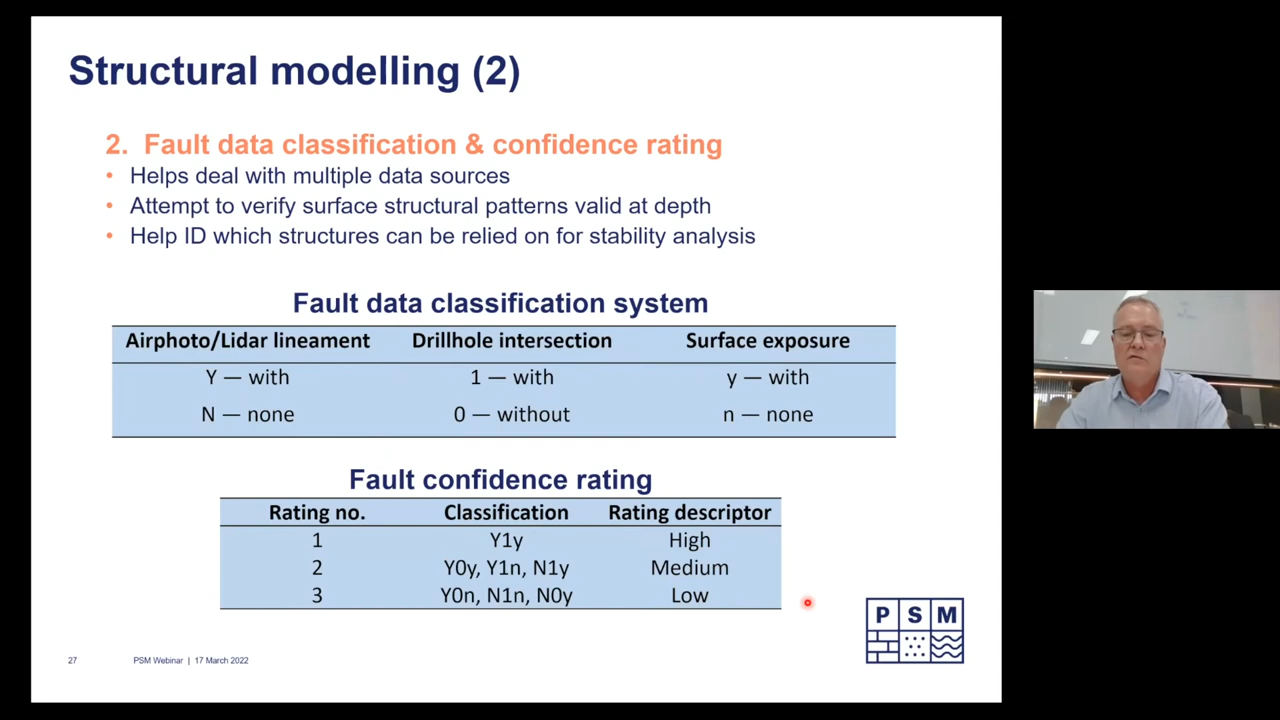 Structural modelling (2)
2. Fault data classification & confidence rating
• Helps deal with multiple data sources
• Attempt to verify surface structural patterns valid at depth
• Help ID which structures can be relied on for stability analysis
Fault data classification system
Airphoto/Lidar lineament Drillhole intersection Surface exposure
Y — with 1 — with y — with
N — none 0 — without n — none
Fault confidence rating
Rating no. Classification Rating descriptor
1 Y1y High
2 Y0y, Y1n, N1y Medium
3 Y0n, N1n, N0y Low
PSM
27 PSM Webinar | 17 March 2022